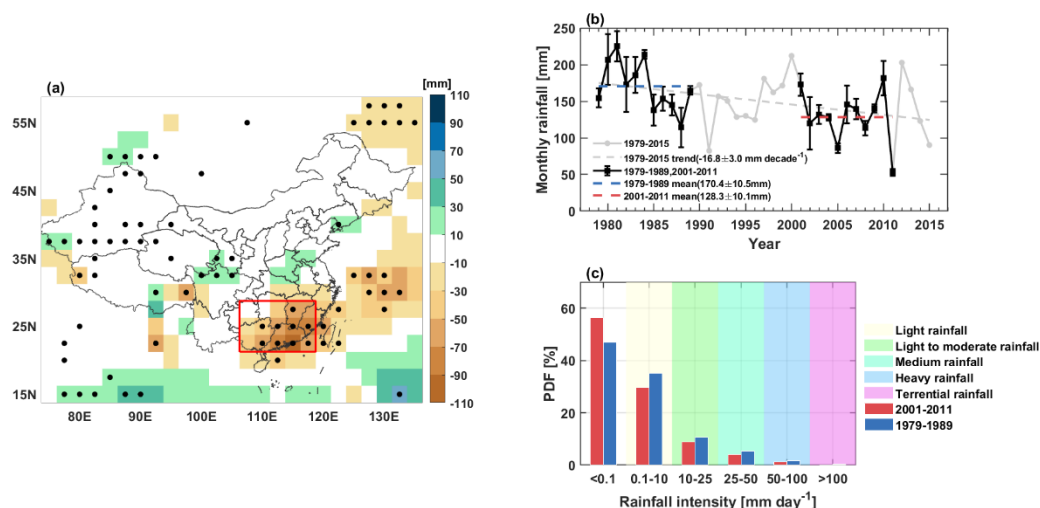 (a)
[mm]
110
90
70
50
30
10
-10
-30
-50
-70
-90
-110
55N
45N
35N
25N
15N
80E 90E 100E 110E 120E 130E
(b)
Monthly rainfall [mm]
250
200
150
100
50
0
1979-2015
1979-2015 trend(-16.8±3.0 mm decade⁻¹)
1979-1989,2001-2011
1979-1989 mean(170.4±10.5mm)
2001-2011 mean(128.3±10.1mm)
1980 1985 1990 1995 2000 2005 2010 2015
Year
(c)
PDF [%]
60
40
20
0
<0.1 0.1-10 10-25 25-50 50-100 >100
Rainfall intensity [mm day⁻¹]
Light rainfall
Light to moderate rainfall
Medium rainfall
Heavy rainfall
Terrential rainfall
2001-2011
1979-1989